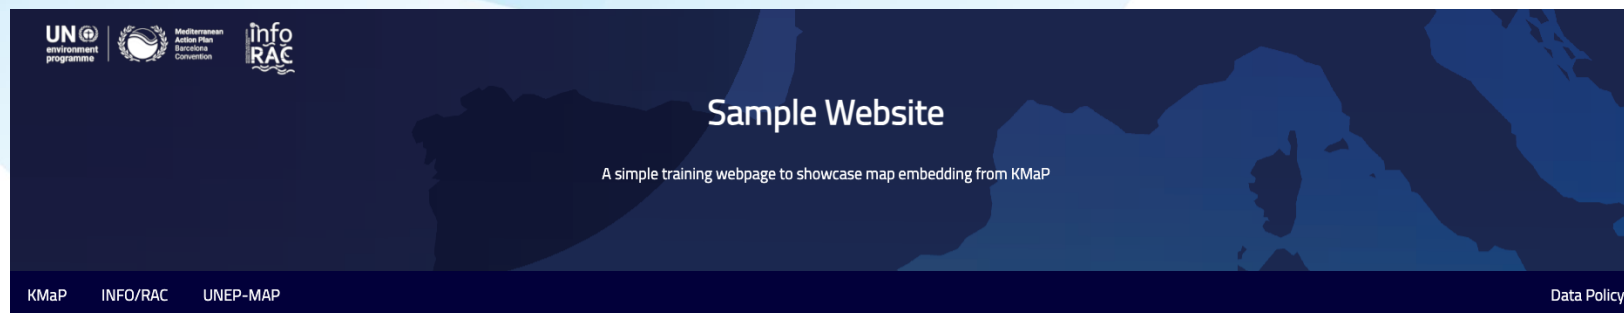 UN
environment
programme
Mediterranean
Action Plan
Barcelona
Convention
info
RAC
Sample Website
A simple training webpage to showcase map embedding from KMaP
KMaP INFO/RAC UNEP-MAP Data Policy